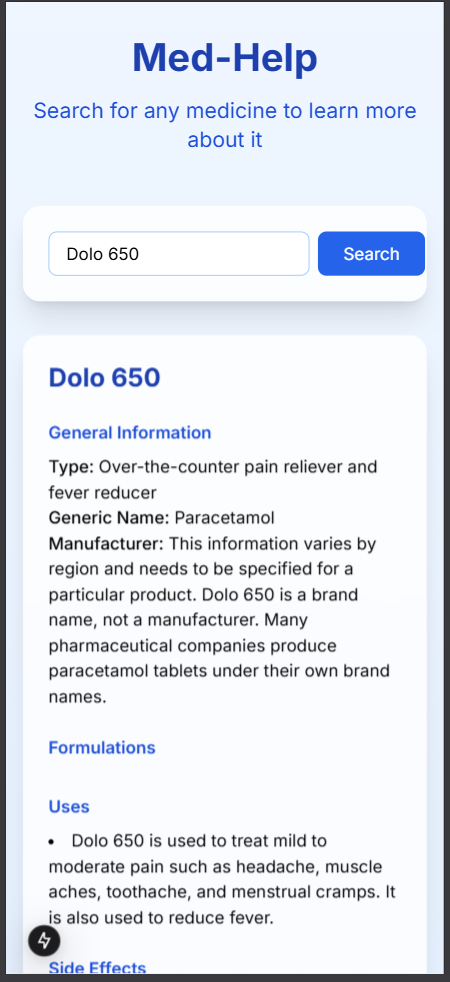 Med-Help
Search for any medicine to learn more
about it
Dolo 650
Search
Dolo 650
General Information
Type: Over-the-counter pain reliever and
fever reducer
Generic Name: Paracetamol
Manufacturer: This information varies by
region and needs to be specified for a
particular product. Dolo 650 is a brand
name, not a manufacturer. Many
pharmaceutical companies produce
paracetamol tablets under their own brand
names.
Formulations
Uses
• Dolo 650 is used to treat mild to
moderate pain such as headache, muscle
aches, toothache, and menstrual cramps. It
is also used to reduce fever.
Side Effects